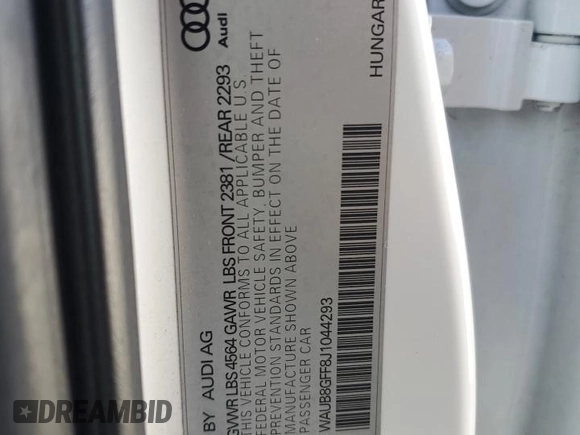 Audi
BY AUDI AG
GVWR LBS 4564 GAWR LBS FRONT 2381 / REAR 2293
THIS VEHICLE CONFORMS TO ALL APPLICABLE U.S.
FEDERAL MOTOR VEHICLE SAFETY, BUMPER AND THEFT
PREVENTION STANDARDS IN EFFECT ON THE DATE OF
MANUFACTURE SHOWN ABOVE
PASSENGER CAR
WAUB8GFF8J1044293
HUNGAR
DREAMBID